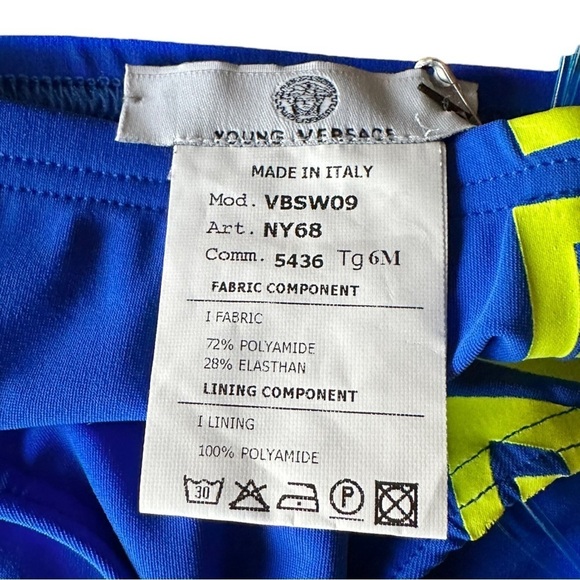 YOUNG VERSACE
MADE IN ITALY
Mod. VBSW09
Art. NY68
Comm. 5436 Tg 6M
FABRIC COMPONENT
I FABRIC
72% POLYAMIDE
28% ELASTHAN
LINING COMPONENT
I LINING
100% POLYAMIDE
30
P